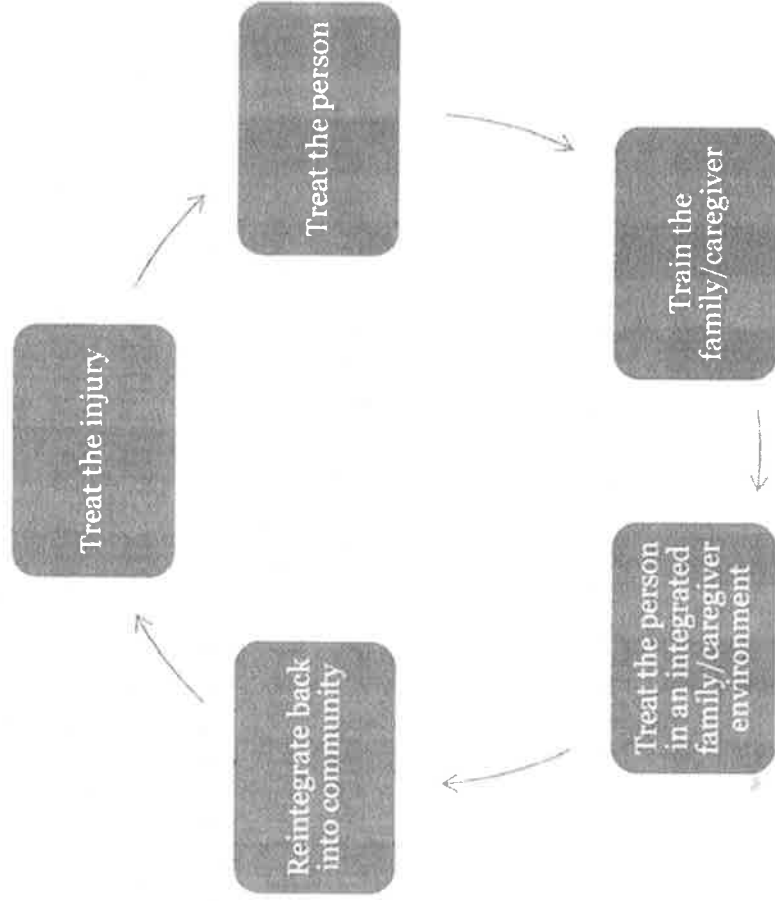 Treat the injury
Treat the person
Train the
family/caregiver
Treat the person
in an integrated
family/caregiver
environment
Reintegrate back
into community